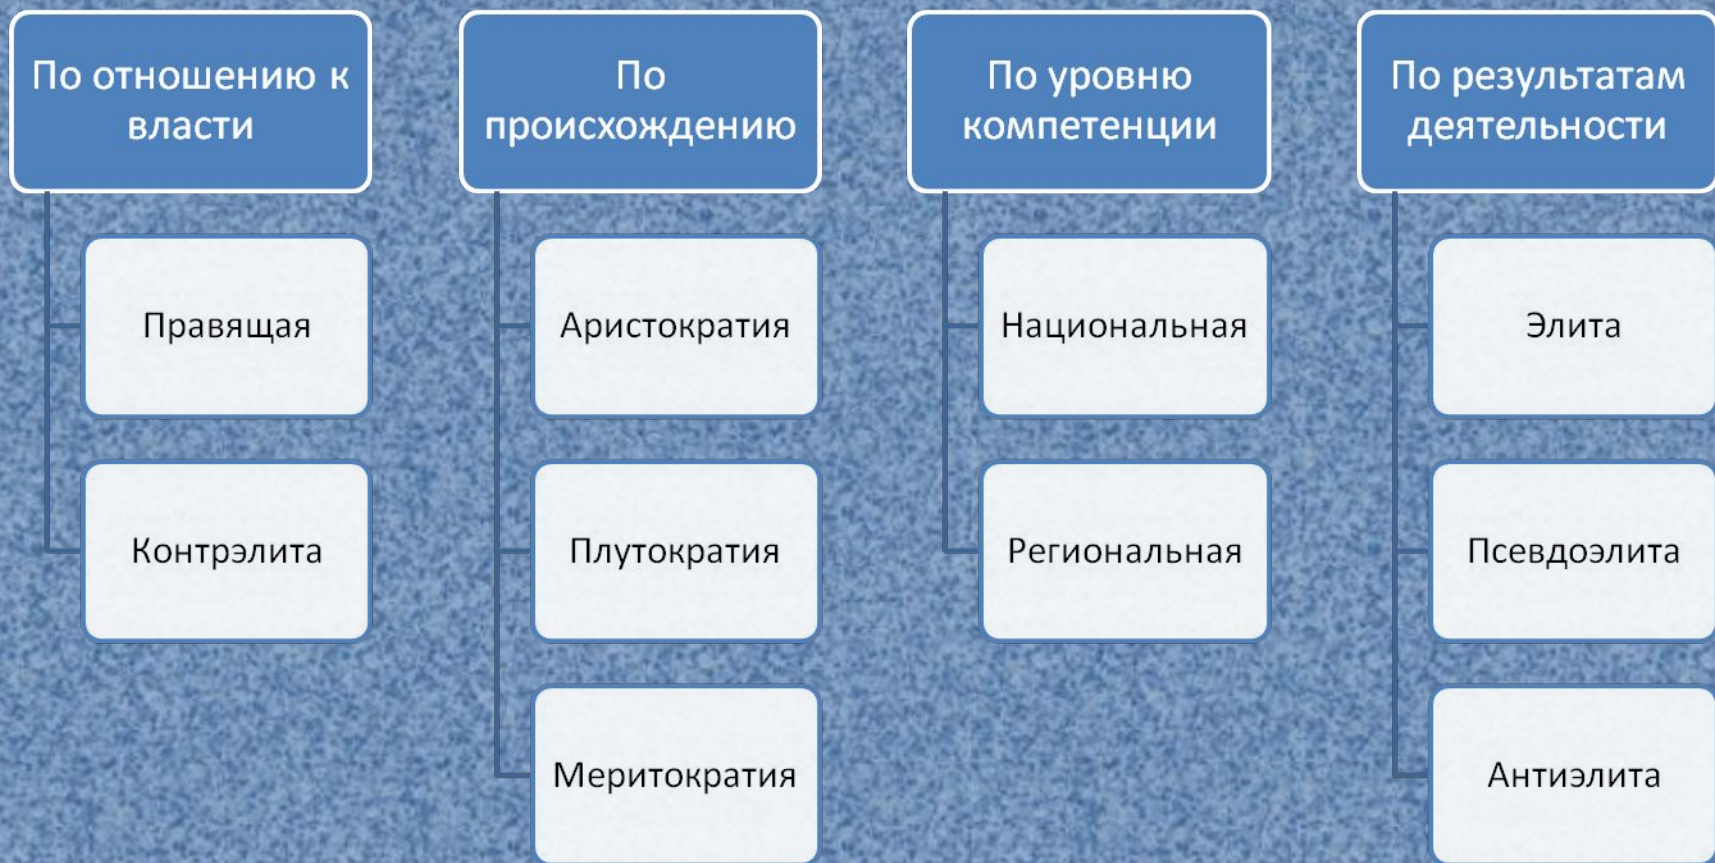 По отношению к
власти
Правящая
Контрэлита
По
происхождению
Аристократия
Плутократия
Меритократия
По уровню
компетенции
Национальная
Региональная
По результатам
деятельности
Элита
Псевдоэлита
Антиэлита